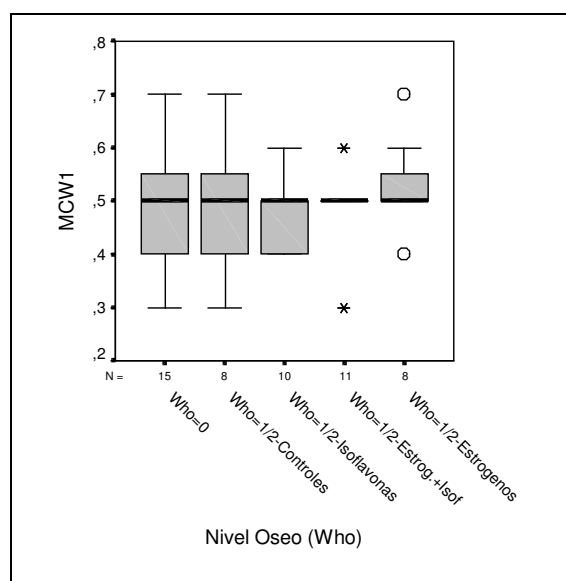 ,8
,7
,6
,5
,4
,3
,2
MCW1
N = 15 8 10 11 8
Who=0
Who=1/2-Controles
Who=1/2-Isoflavonas
Who=1/2-Estrog.+Isof
Who=1/2-Estrogenos
Nivel Oseo (Who)